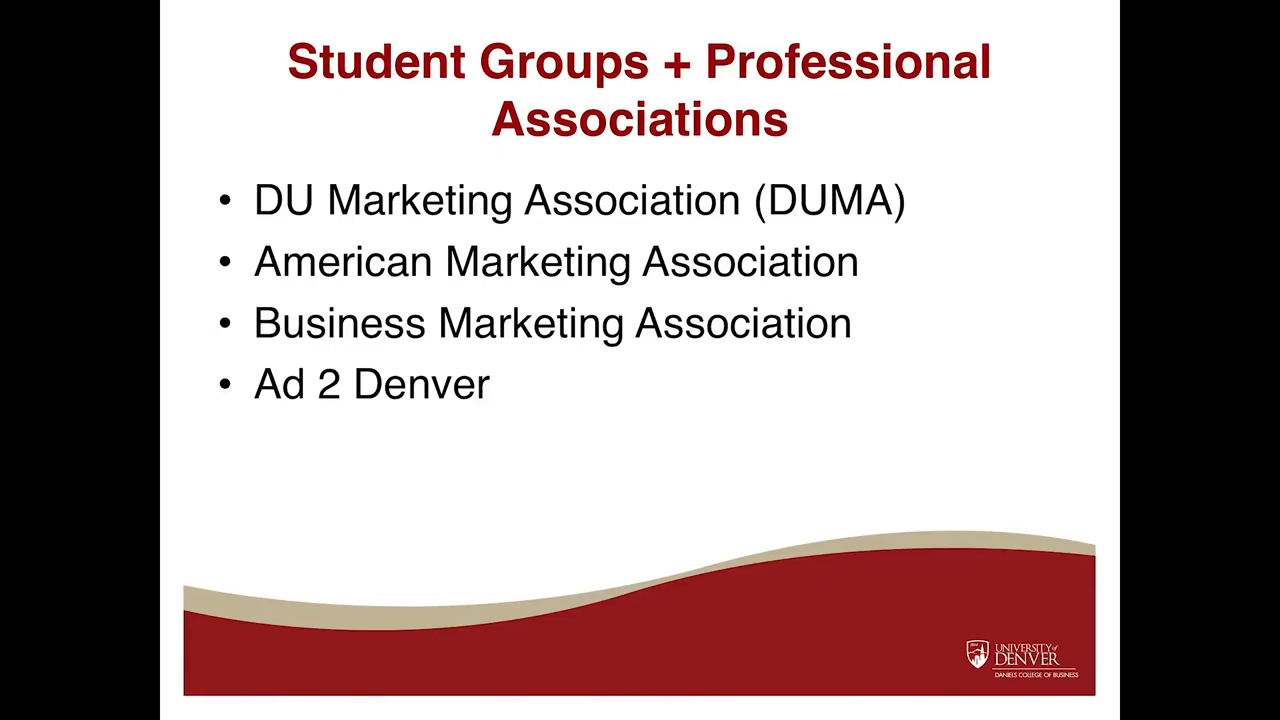 Student Groups + Professional
Associations
• DU Marketing Association (DUMA)
• American Marketing Association
• Business Marketing Association
• Ad 2 Denver
UNIVERSITY of
DENVER
DANIELS COLLEGE OF BUSINESS